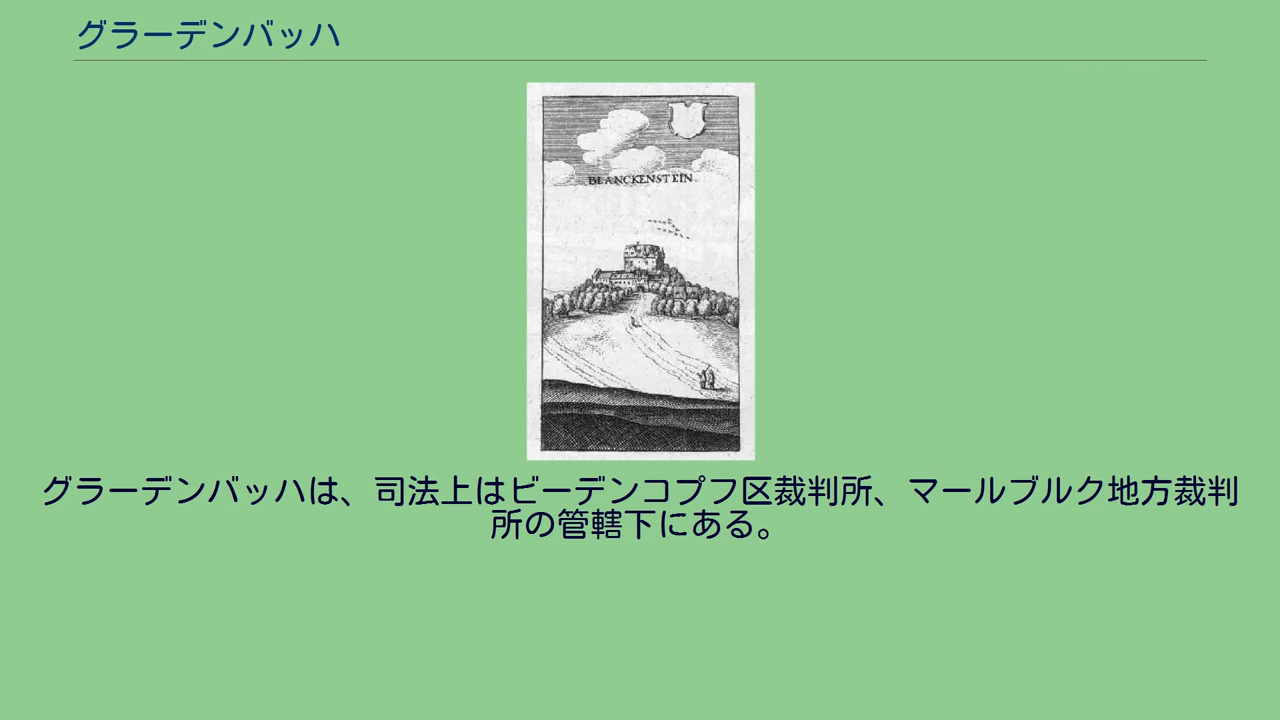 グラーデンバッハ
BLANCKENSTEIN
グラーデンバッハは、司法上はビーデンコプフ区裁判所、マールブルク地方裁判
所の管轄下にある。